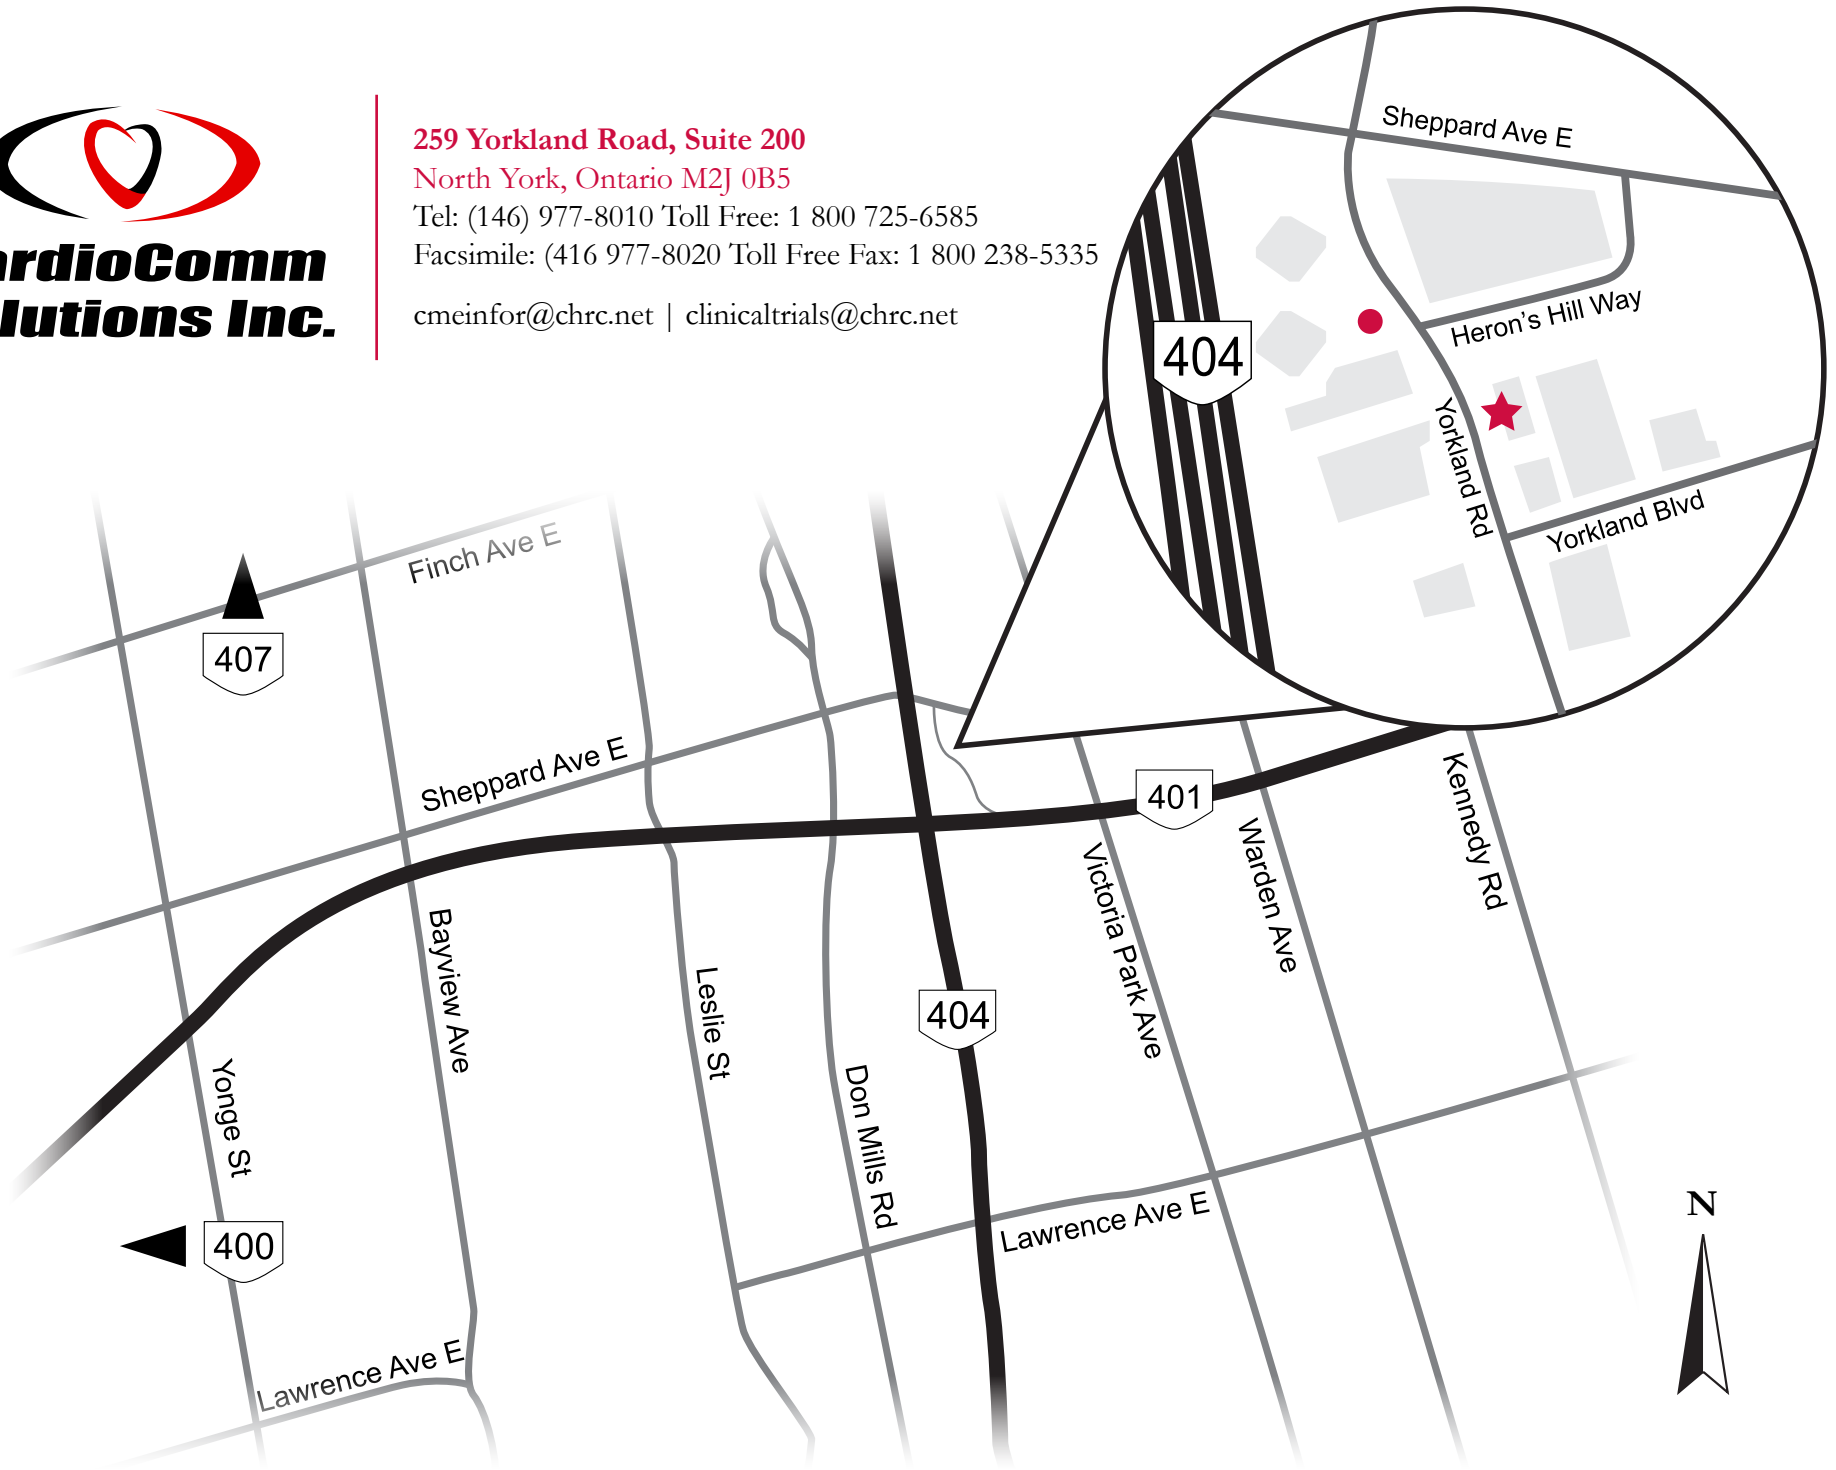 ardioComm
lutions Inc.
259 Yorkland Road, Suite 200
North York, Ontario M2J 0B5
Tel: (146) 977-8010 Toll Free: 1 800 725-6585
Facsimile: (416 977-8020 Toll Free Fax: 1 800 238-5335
cmeinfor@chrc.net | clinicaltrials@chrc.net
Sheppard Ave E
Heron's Hill Way
404
Yorkland Rd
Yorkland Blvd
Finch Ave E
407
Sheppard Ave E
401
Kennedy Rd
Warden Ave
Victoria Park Ave
Bayview Ave
Leslie St
404
Yonge St
Don Mills Rd
400
Lawrence Ave E
N
Lawrence Ave E